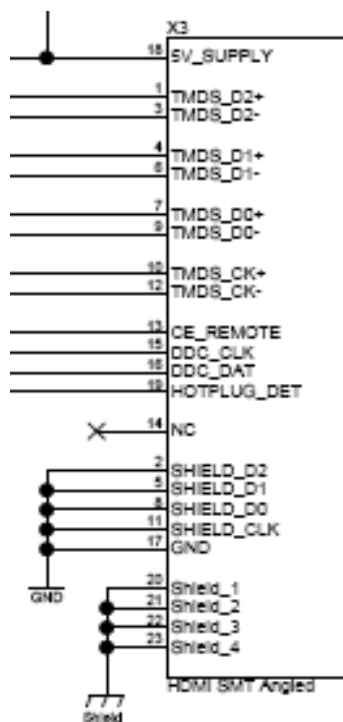 X3
18 5V_SUPPLY
1 TMDS_D2+
3 TMDS_D2-
4 TMDS_D1+
6 TMDS_D1-
7 TMDS_D0+
9 TMDS_D0-
10 TMDS_CK+
12 TMDS_CK-
13 CE_REMOTE
15 DDC_CLK
16 DDC_DAT
19 HOTPLUG_DET
14 NC
2 SHIELD_D2
5 SHIELD_D1
8 SHIELD_D0
11 SHIELD_CLK
17 GND
GND
20 Shield_1
21 Shield_2
22 Shield_3
23 Shield_4
HDMI SMT Angled
Shield